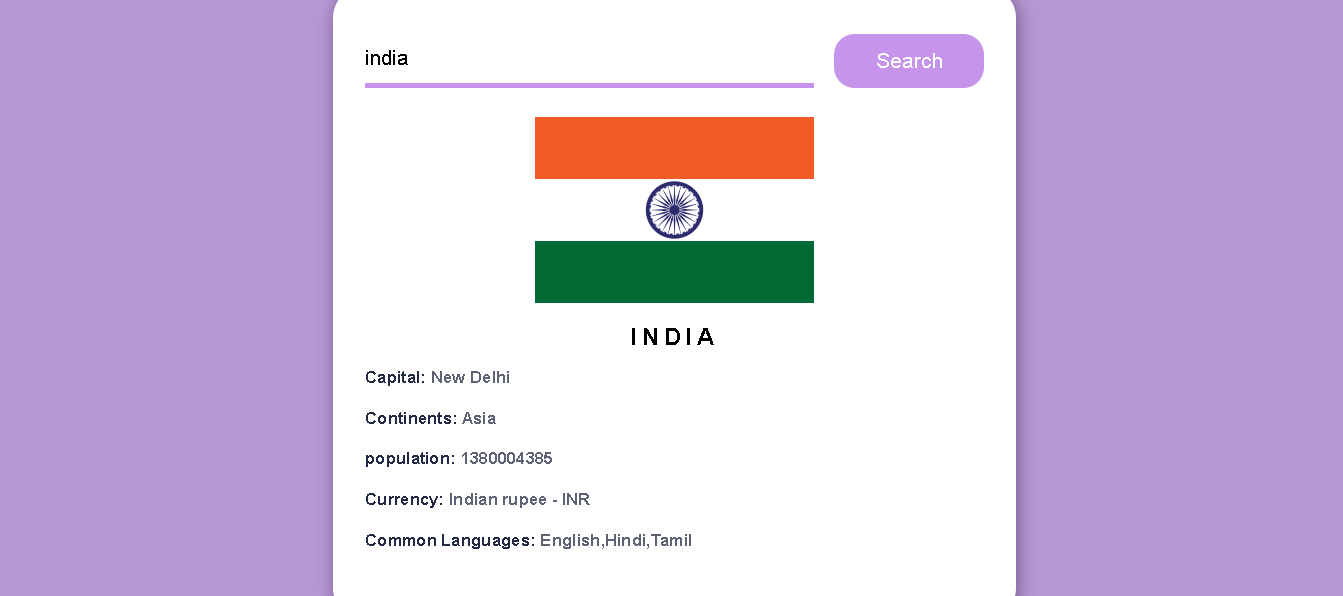 india
Search
INDIA
Capital: New Delhi
Continents: Asia
population: 1380004385
Currency: Indian rupee - INR
Common Languages: English,Hindi,Tamil